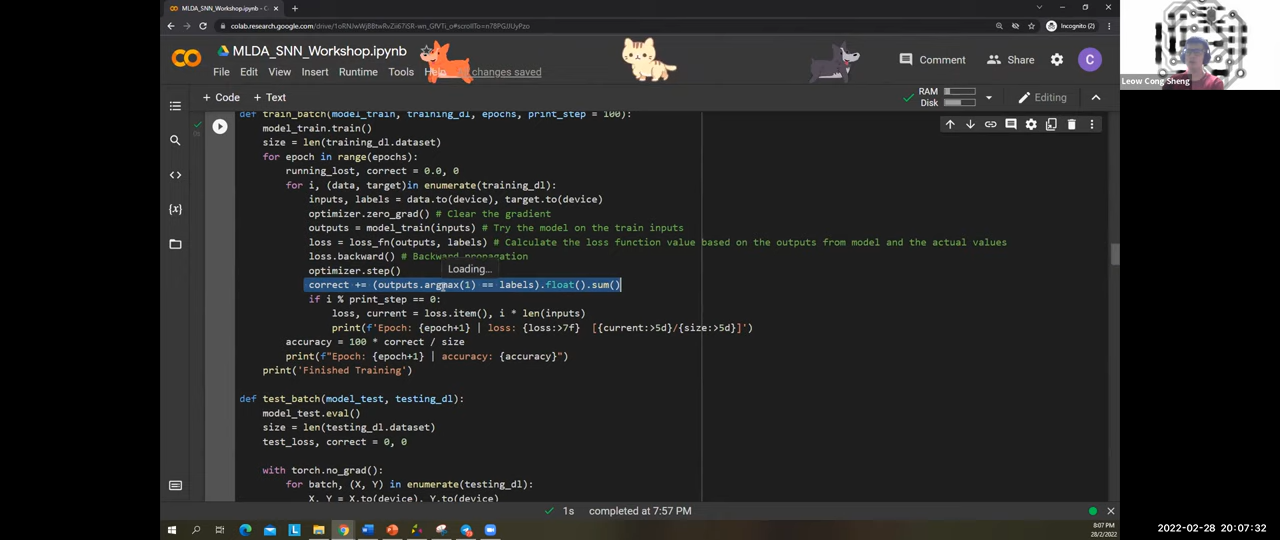 MLDA_SNN_Workshop.ipynb
Incognito (2)
MLDA_SNN_Workshop.ipynb
File Edit View Insert Runtime Tools Help changes saved
Comment Share C
+ Code + Text
RAM
Disk
Editing
Leow Cong Sheng
def train_batch(model_train, training_dl, epochs, print_step = 100):
model_train.train()
size = len(training_dl.dataset)
for epoch in range(epochs):
running_lost, correct = 0.0, 0
for i, (data, target)in enumerate(training_dl):
inputs, labels = data.to(device), target.to(device)
optimizer.zero_grad() # Clear the gradient
outputs = model_train(inputs) # Try the model on the train inputs
loss = loss_fn(outputs, labels) # Calculate the loss function value based on the outputs from model and the actual values
loss.backward() # Backward propagation
optimizer.step()
Loading...
correct += (outputs.argmax(1) == labels).float().sum()
if i % print_step == 0:
loss, current = loss.item(), i * len(inputs)
print(f'Epoch: {epoch+1} | loss: {loss:>7f} [{current:>5d}/{size:>5d}]')
accuracy = 100 * correct / size
print(f"Epoch: {epoch+1} | accuracy: {accuracy}")
print('Finished Training')
def test_batch(model_test, testing_dl):
model_test.eval()
size = len(testing_dl.dataset)
test_loss, correct = 0, 0
with torch.no_grad():
for batch, (X, Y) in enumerate(testing_dl):
X, Y = X.to(device), Y.to(device)
1s completed at 7:57 PM
8:07 PM
28/2/2022
2022-02-28 20:07:32